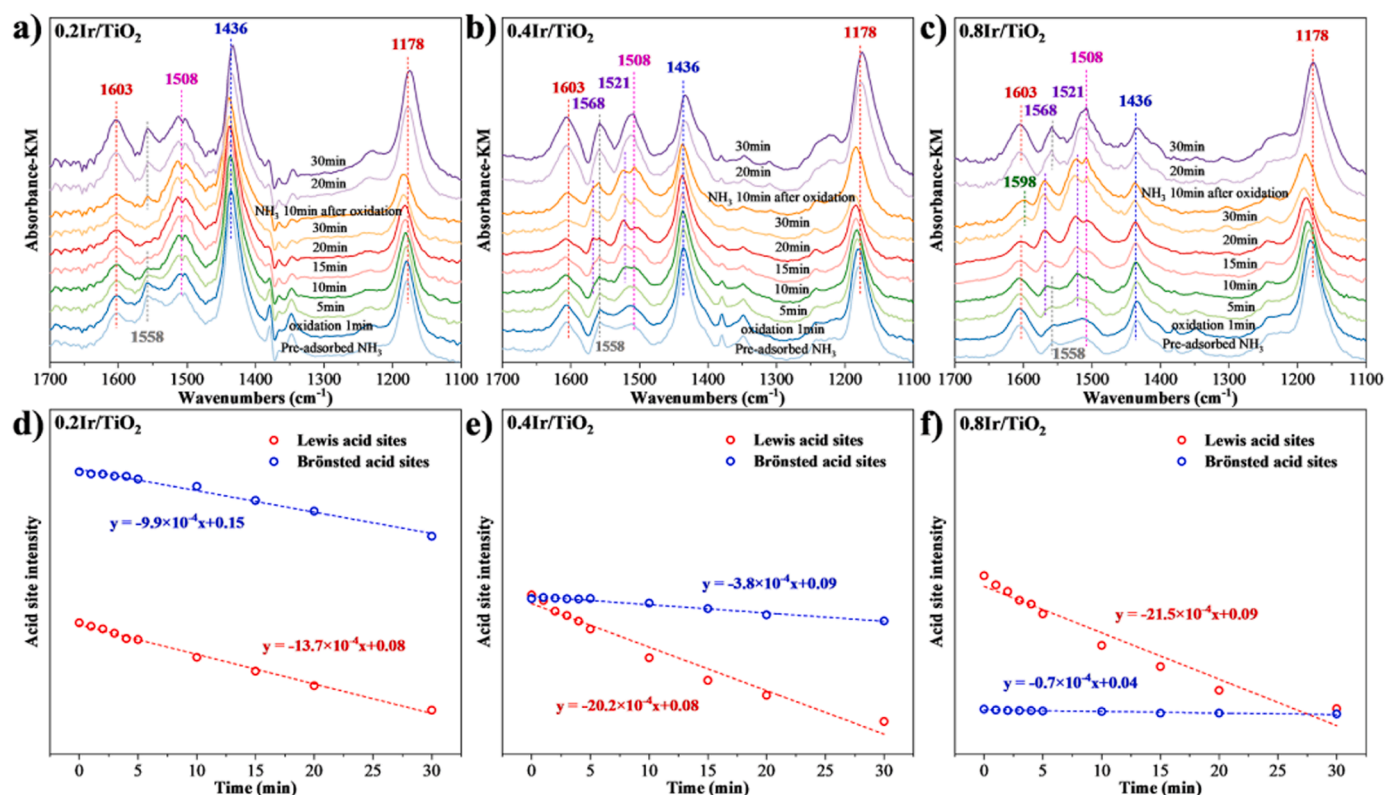 a)
0.2Ir/TiO₂
1436
1178
1603
1508
30min
20min
NH₃ 10min after oxidation
30min
20min
15min
10min
5min
oxidation 1min
Pre-adsorbed NH₃
1558
Absorbance-KM
1700 1600 1500 1400 1300 1200 1100
Wavenumbers (cm⁻¹)
b)
0.4Ir/TiO₂
1178
1508
1521
1436
1603
1568
30min
20min
NH₃ 10min after oxidation
30min
20min
15min
10min
5min
oxidation 1min
Pre-adsorbed NH₃
1558
Absorbance-KM
1700 1600 1500 1400 1300 1200 1100
Wavenumbers (cm⁻¹)
c)
0.8Ir/TiO₂
1178
1508
1521
1436
1603
1568
1598
30min
20min
NH₃ 10min after oxidation
30min
20min
15min
10min
5min
oxidation 1min
Pre-adsorbed NH₃
1558
Absorbance-KM
1700 1600 1500 1400 1300 1200 1100
Wavenumbers (cm⁻¹)
d)
0.2Ir/TiO₂
Lewis acid sites
Brönsted acid sites
y = -9.9×10⁻⁴x+0.15
y = -13.7×10⁻⁴x+0.08
Acid site intensity
0 5 10 15 20 25 30
Time (min)
e)
0.4Ir/TiO₂
Lewis acid sites
Brönsted acid sites
y = -3.8×10⁻⁴x+0.09
y = -20.2×10⁻⁴x+0.08
Acid site intensity
0 5 10 15 20 25 30
Time (min)
f)
0.8Ir/TiO₂
Lewis acid sites
Brönsted acid sites
y = -21.5×10⁻⁴x+0.09
y = -0.7×10⁻⁴x+0.04
Acid site intensity
0 5 10 15 20 25 30
Time (min)